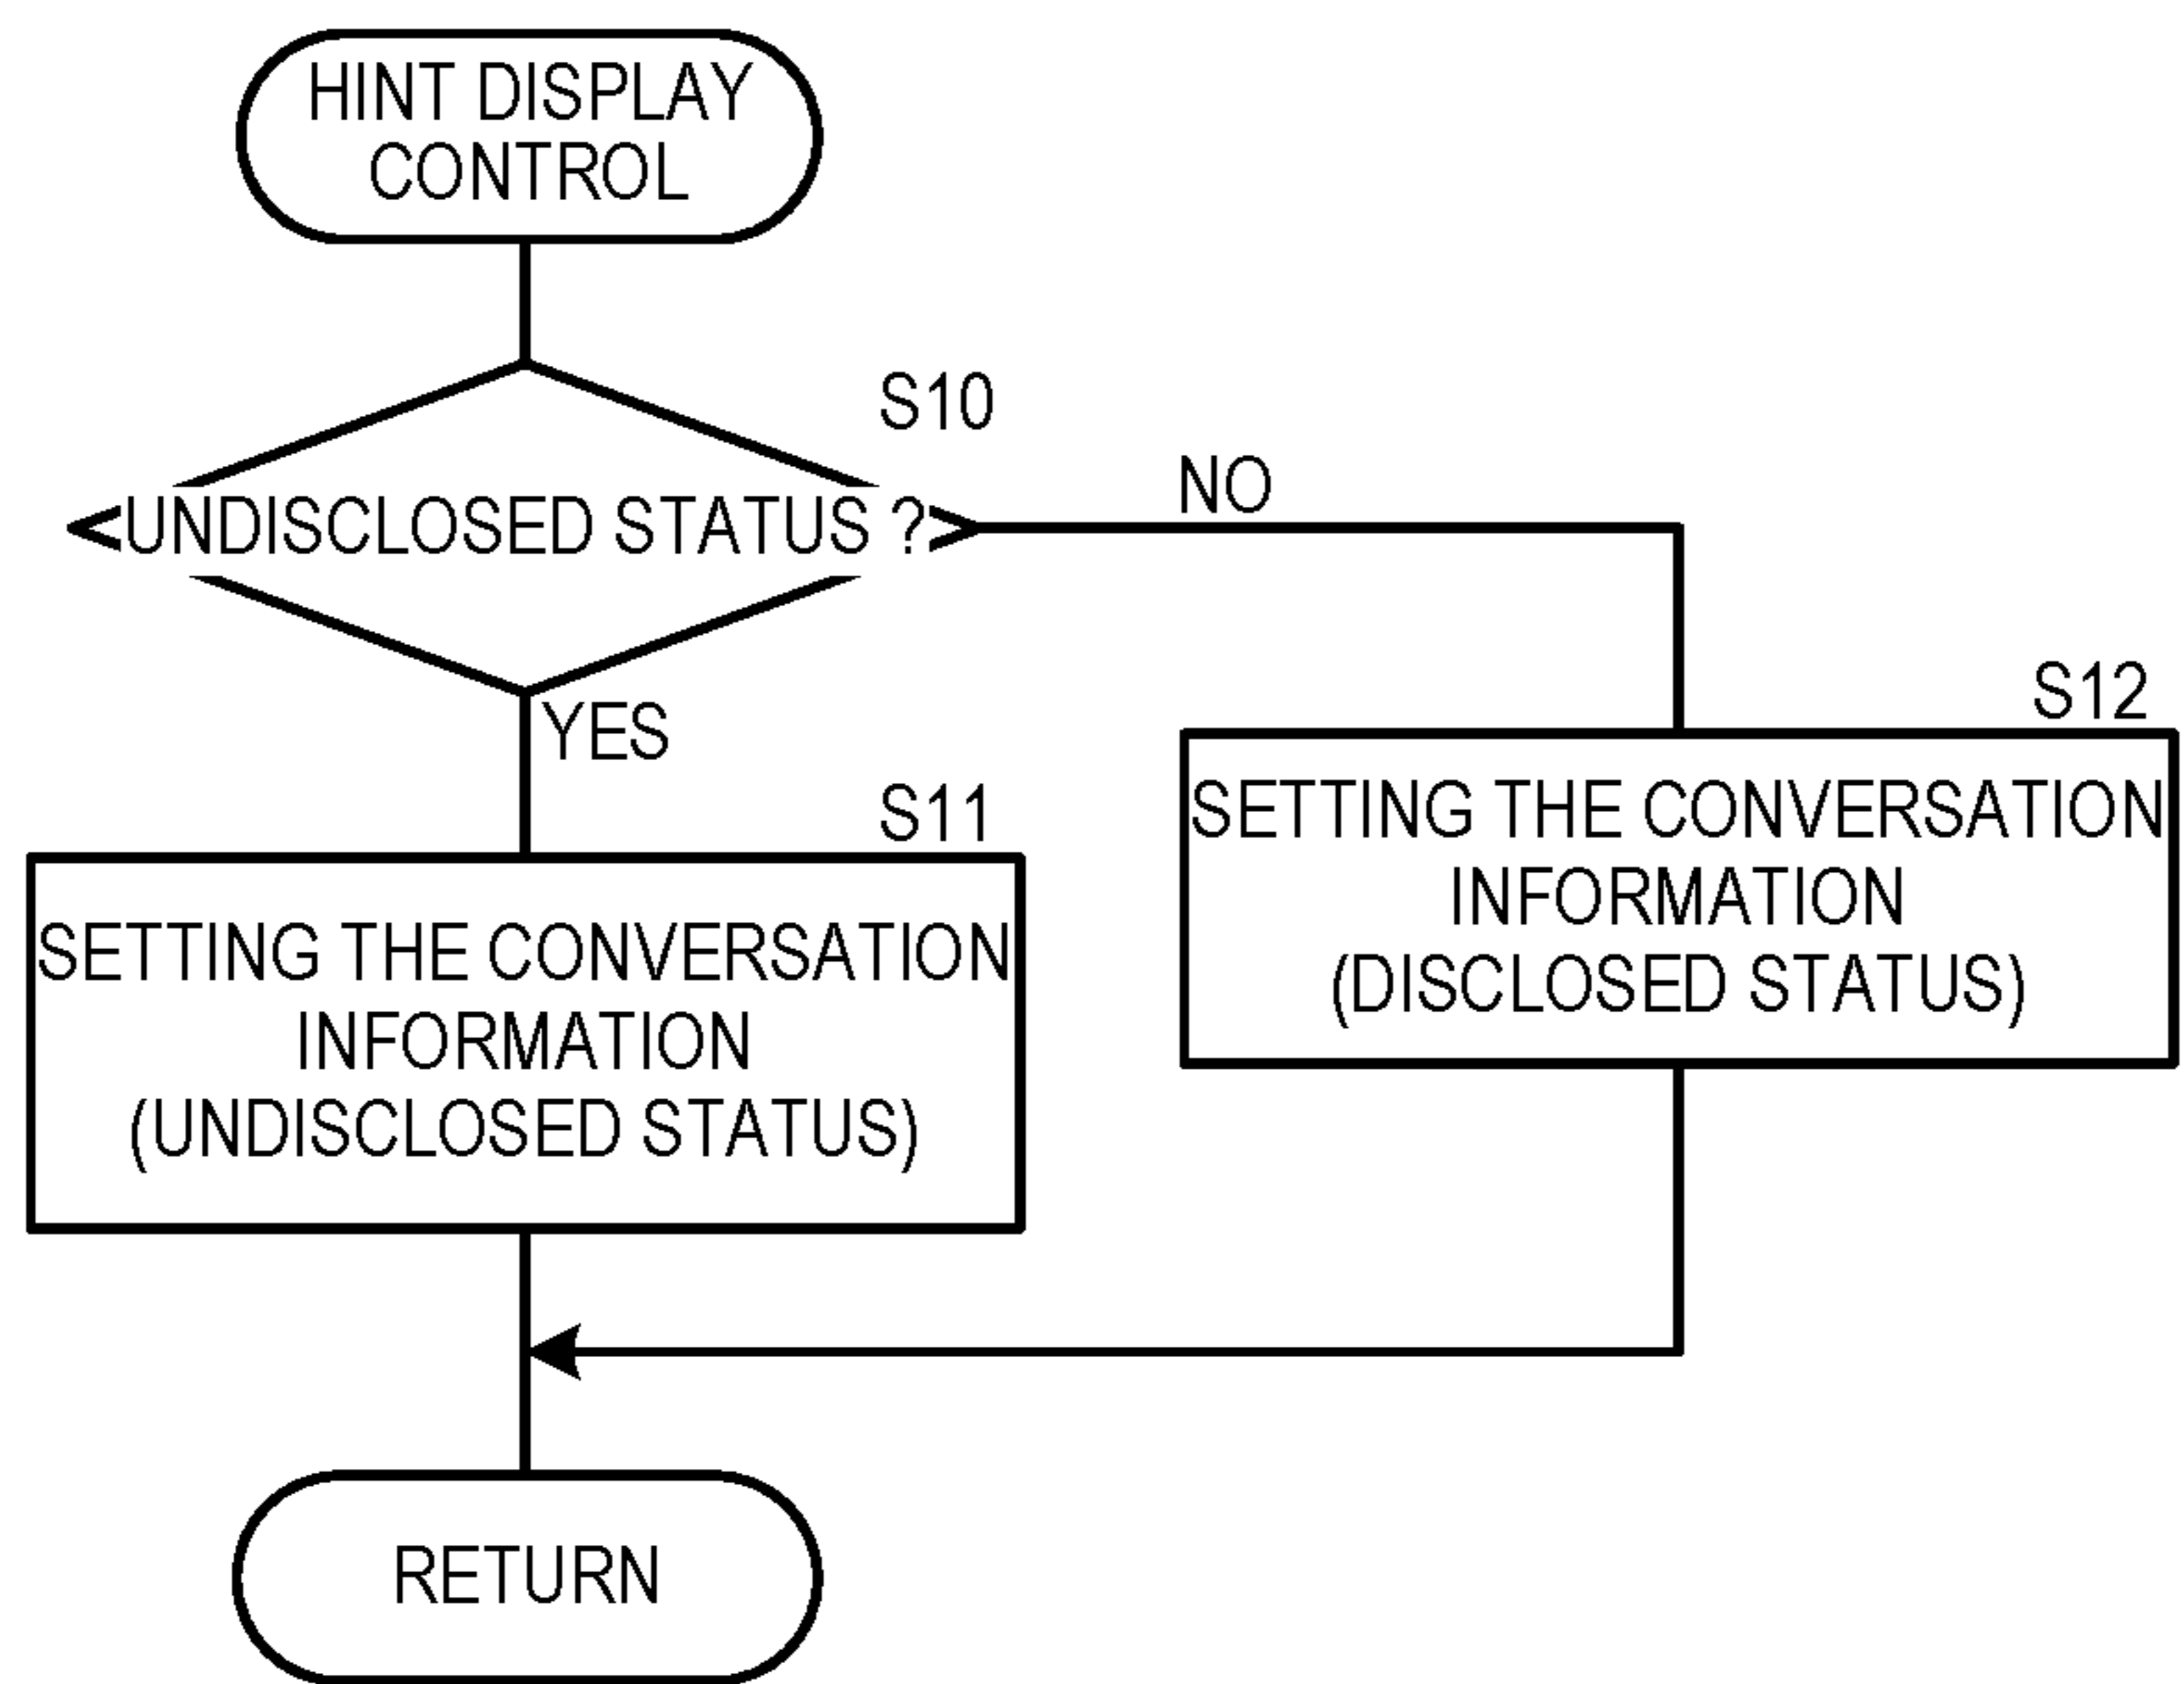 HINT DISPLAY
CONTROL
S10
<UNDISCLOSED STATUS ?>
NO
YES
S12
SETTING THE CONVERSATION
INFORMATION
(DISCLOSED STATUS)
S11
SETTING THE CONVERSATION
INFORMATION
(UNDISCLOSED STATUS)
RETURN